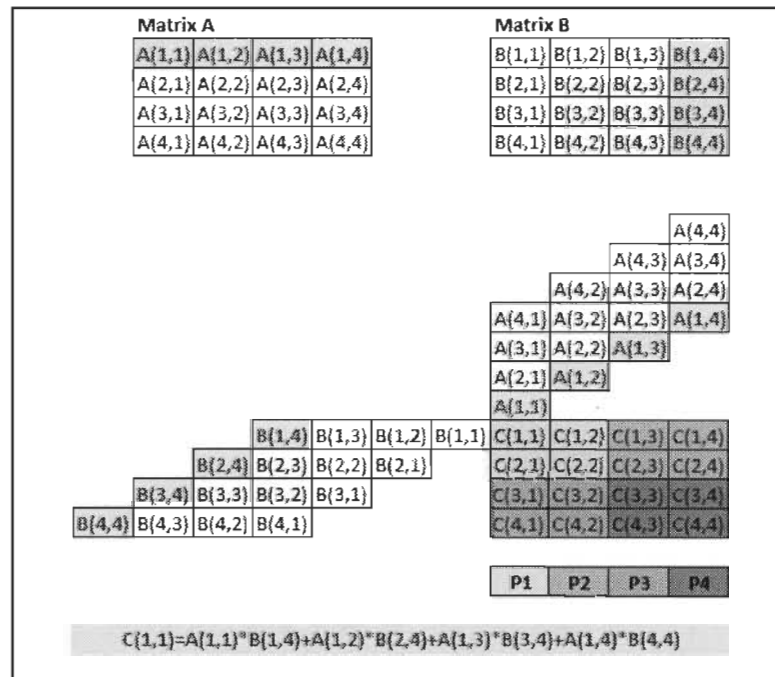 Matrix A Matrix B
A(1,1) A(1,2) A(1,3) A(1,4) B(1,1) B(1,2) B(1,3) B(1,4)
A(2,1) A(2,2) A(2,3) A(2,4) B(2,1) B(2,2) B(2,3) B(2,4)
A(3,1) A(3,2) A(3,3) A(3,4) B(3,1) B(3,2) B(3,3) B(3,4)
A(4,1) A(4,2) A(4,3) A(4,4) B(4,1) B(4,2) B(4,3) B(4,4)
A(4,4)
A(4,3) A(3,4)
A(4,2) A(3,3) A(2,4)
A(4,1) A(3,2) A(2,3) A(1,4)
A(3,1) A(2,2) A(1,3)
A(2,1) A(1,2)
A(1,1)
B(1,4) B(1,3) B(1,2) B(1,1) C(1,1) C(1,2) C(1,3) C(1,4)
B(2,4) B(2,3) B(2,2) B(2,1) C(2,1) C(2,2) C(2,3) C(2,4)
B(3,4) B(3,3) B(3,2) B(3,1) C(3,1) C(3,2) C(3,3) C(3,4)
B(4,4) B(4,3) B(4,2) B(4,1) C(4,1) C(4,2) C(4,3) C(4,4)
P1 P2 P3 P4
C(1,1)=A(1,1)*B(1,4)+A(1,2)*B(2,4)+A(1,3)*B(3,4)+A(1,4)*B(4,4)